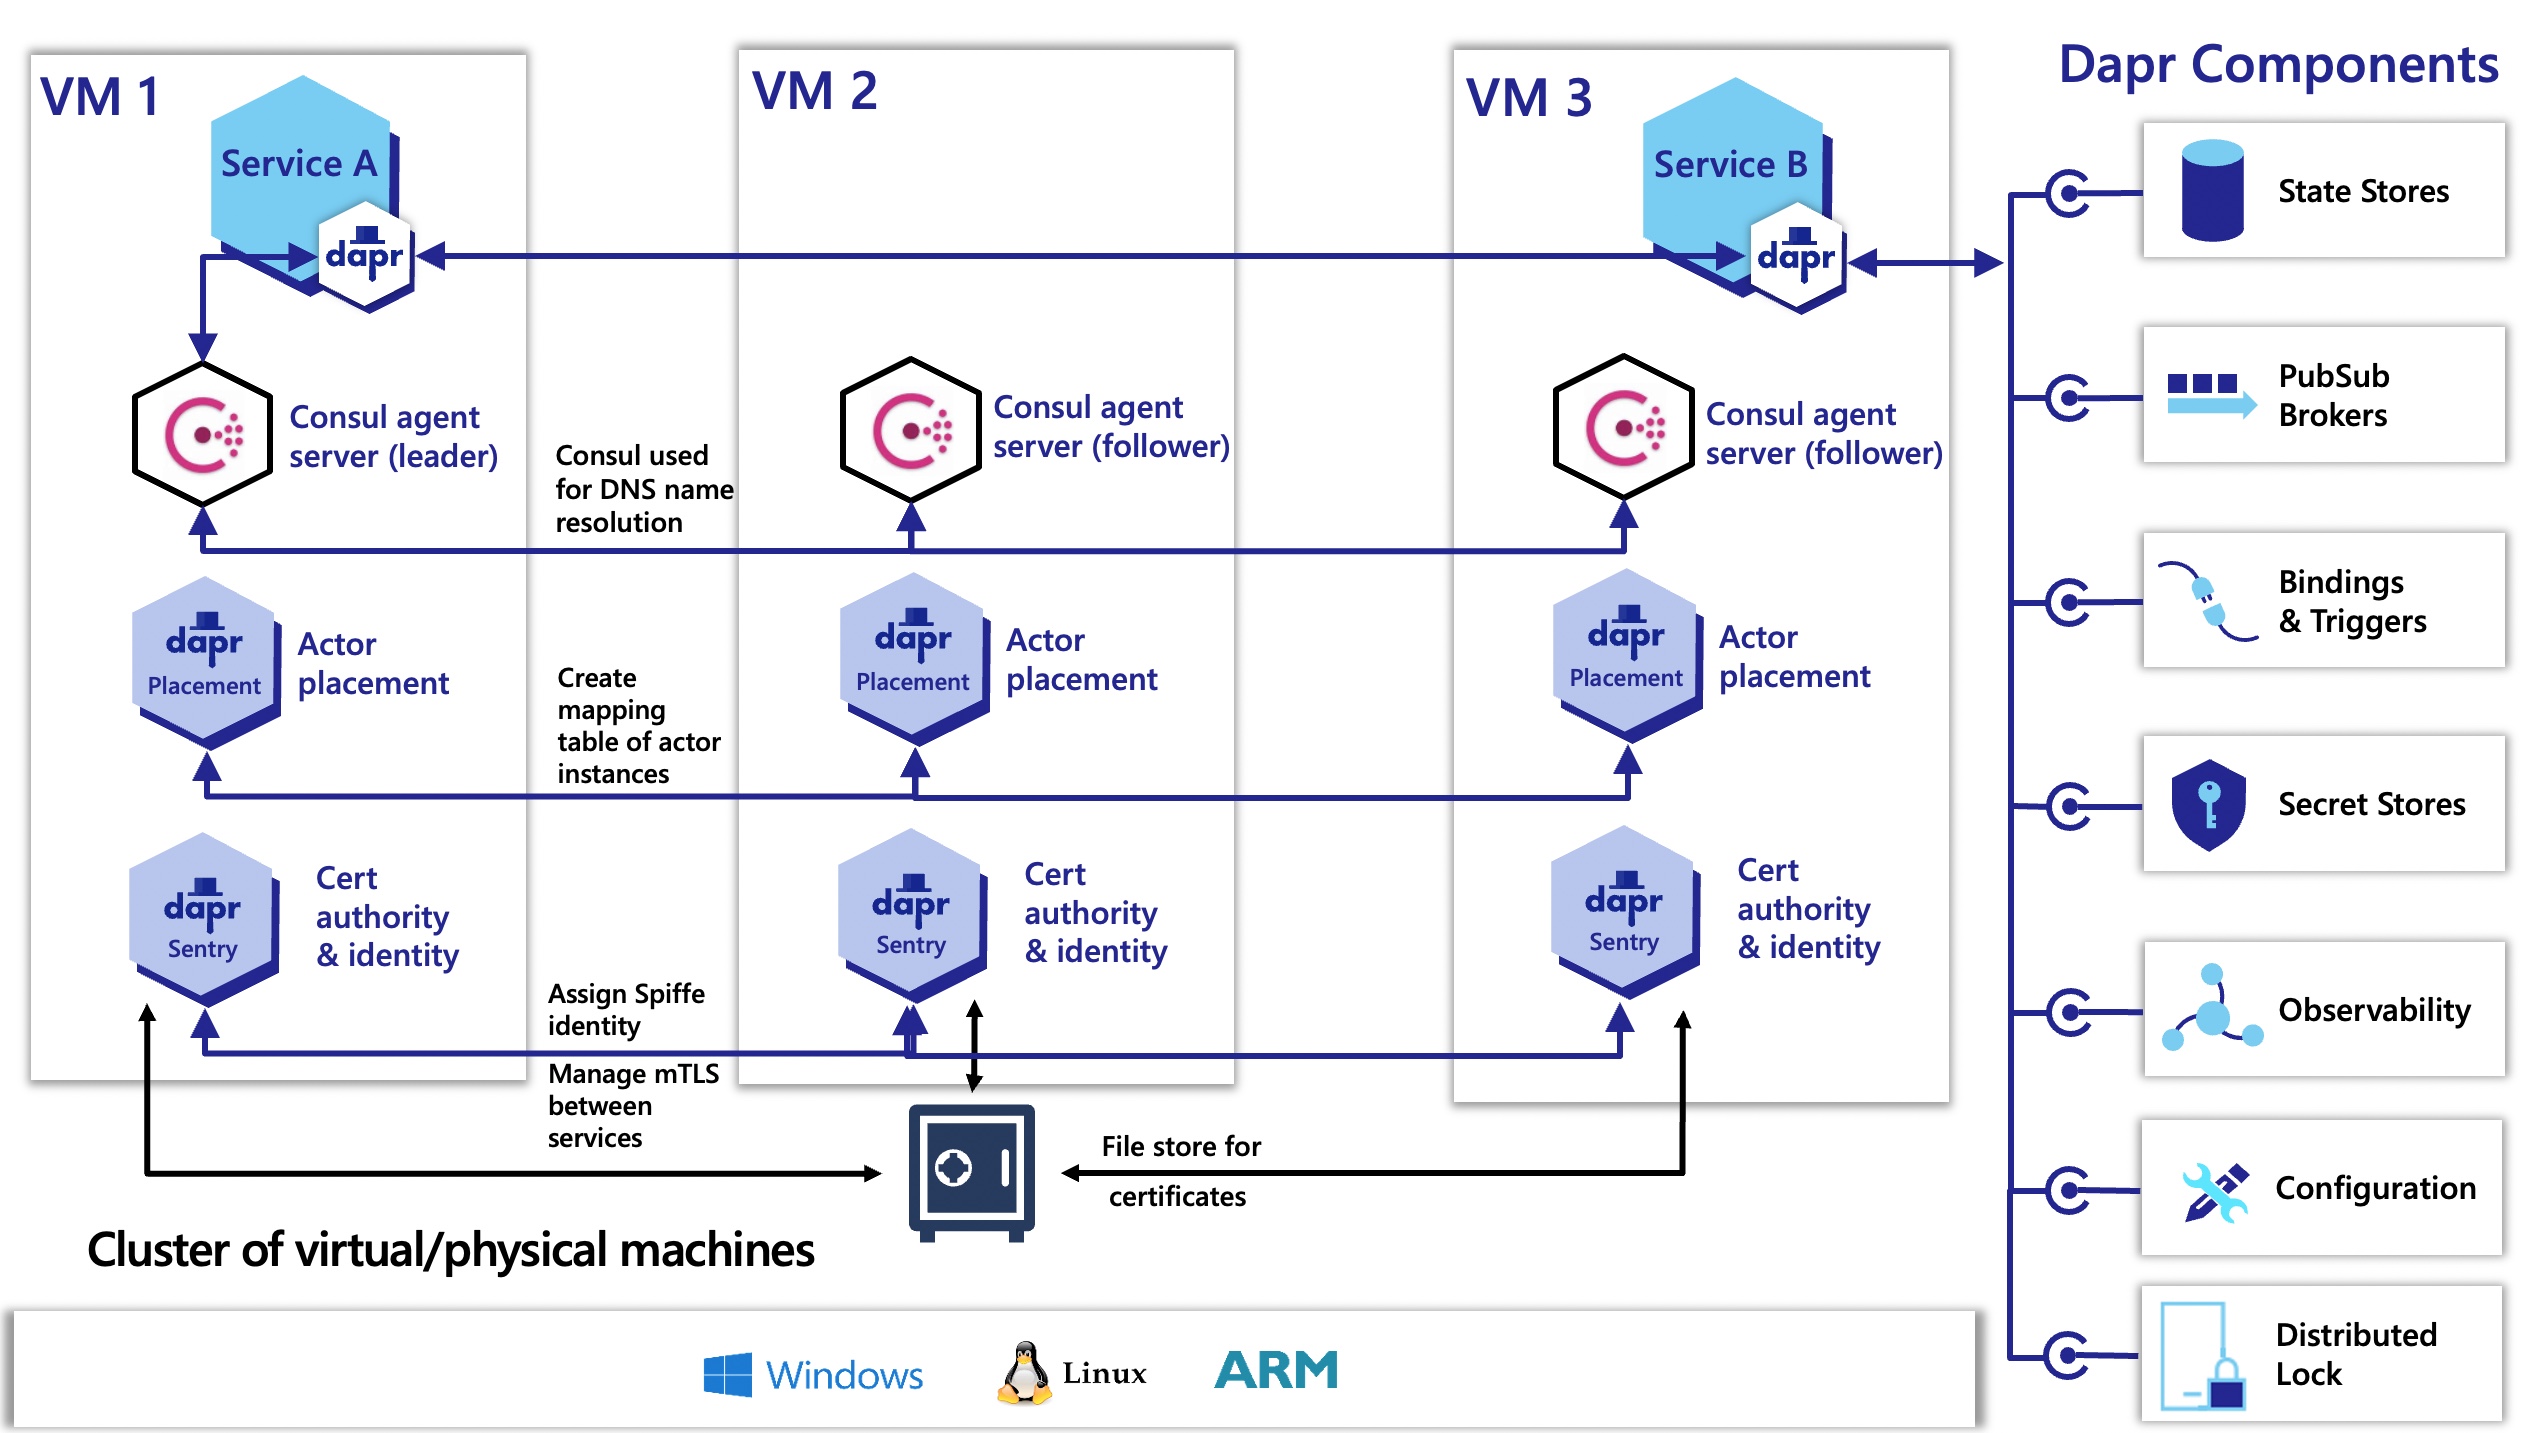 VM 1
Service A
dapr
Consul agent
server (leader)
dapr
Placement
Actor
placement
dapr
Sentry
Cert
authority
& identity
Consul used
for DNS name
resolution
Create
mapping
table of actor
instances
Assign Spiffe
identity
Manage mTLS
between
services
VM 2
Consul agent
server (follower)
dapr
Placement
Actor
placement
dapr
Sentry
Cert
authority
& identity
File store for
certificates
VM 3
Service B
dapr
Consul agent
server (follower)
dapr
Placement
Actor
placement
dapr
Sentry
Cert
authority
& identity
Cluster of virtual/physical machines
Windows
Linux
ARM
Dapr Components
State Stores
PubSub
Brokers
Bindings
& Triggers
Secret Stores
Observability
Configuration
Distributed
Lock